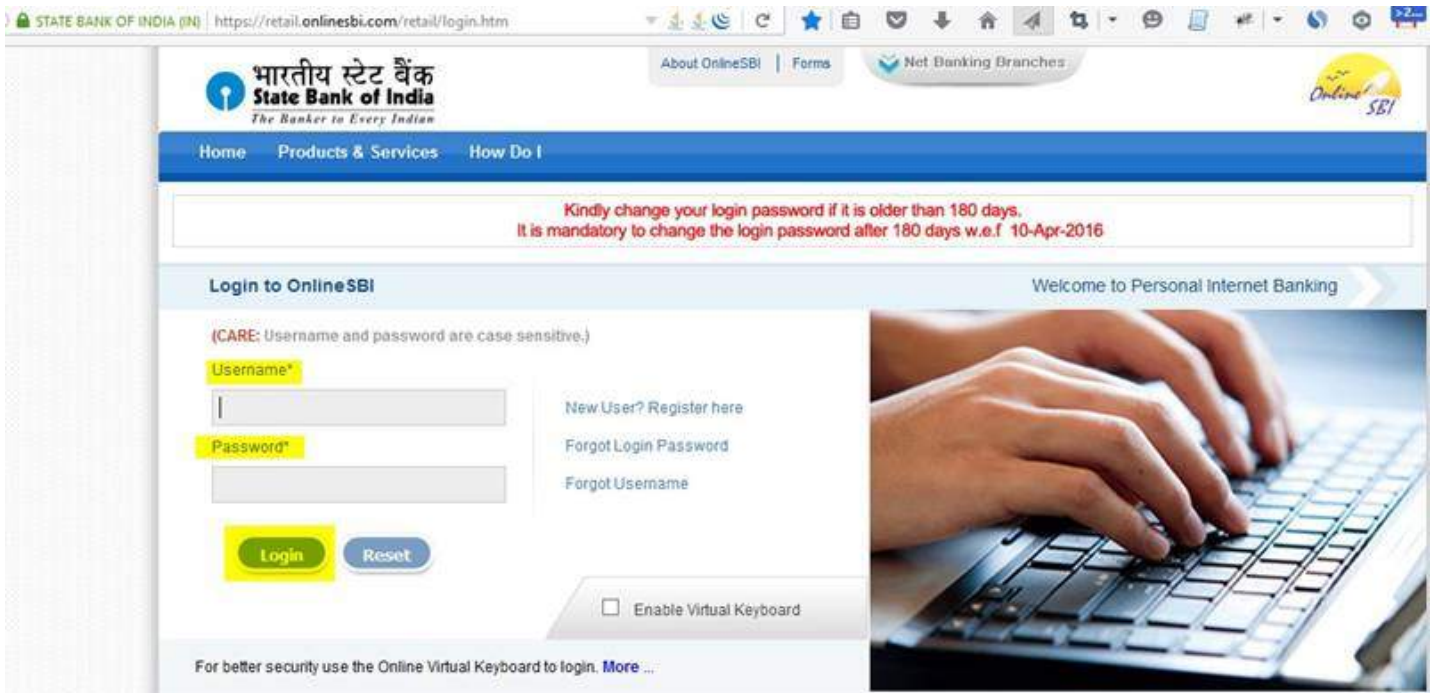 STATE BANK OF INDIA (IN) https://retail.onlinesbi.com/retail/login.htm
>2...
भारतीय स्टेट बैंक
State Bank of India
The Banker to Every Indian
About OnlineSBI | Forms
Net Banking Branches
Online SBI
Home Products & Services How Do I
Kindly change your login password if it is older than 180 days.
It is mandatory to change the login password after 180 days w.e.f 10-Apr-2016
Login to OnlineSBI
Welcome to Personal Internet Banking
(CARE: Username and password are case sensitive.)
Username*
New User? Register here
Password*
Forgot Login Password
Forgot Username
Login Reset
Enable Virtual Keyboard
For better security use the Online Virtual Keyboard to login. More ...